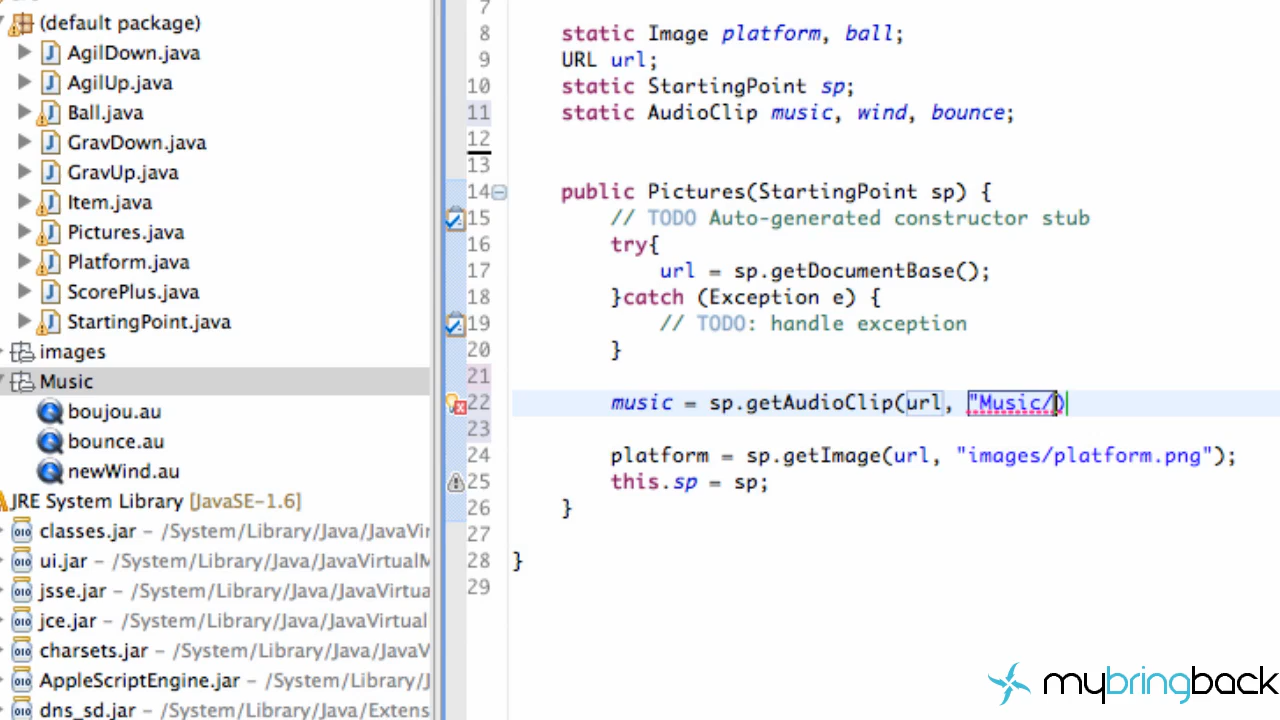 (default package)
AgilDown.java
AgilUp.java
Ball.java
GravDown.java
GravUp.java
Item.java
Pictures.java
Platform.java
ScorePlus.java
StartingPoint.java
images
Music
boujou.au
bounce.au
newWind.au
JRE System Library [JavaSE-1.6]
classes.jar – /System/Library/Java/JavaVir
ui.jar – /System/Library/Java/JavaVirtualM
jsse.jar – /System/Library/Java/JavaVirtua
jce.jar – /System/Library/Java/JavaVirtual
charsets.jar – /System/Library/Java/JavaV
AppleScriptEngine.jar – /System/Library/J
dns_sd.jar – /System/Library/Java/Extens
7
8 static Image platform, ball;
9 URL url;
10 static StartingPoint sp;
11 static AudioClip music, wind, bounce;
12
13
14 public Pictures(StartingPoint sp) {
15 // TODO Auto-generated constructor stub
16 try{
17 url = sp.getDocumentBase();
18 }catch (Exception e) {
19 // TODO: handle exception
20 }
21
22 music = sp.getAudioClip(url, "Music/)
23
24 platform = sp.getImage(url, "images/platform.png");
25 this.sp = sp;
26 }
27
28 }
29
mybringback